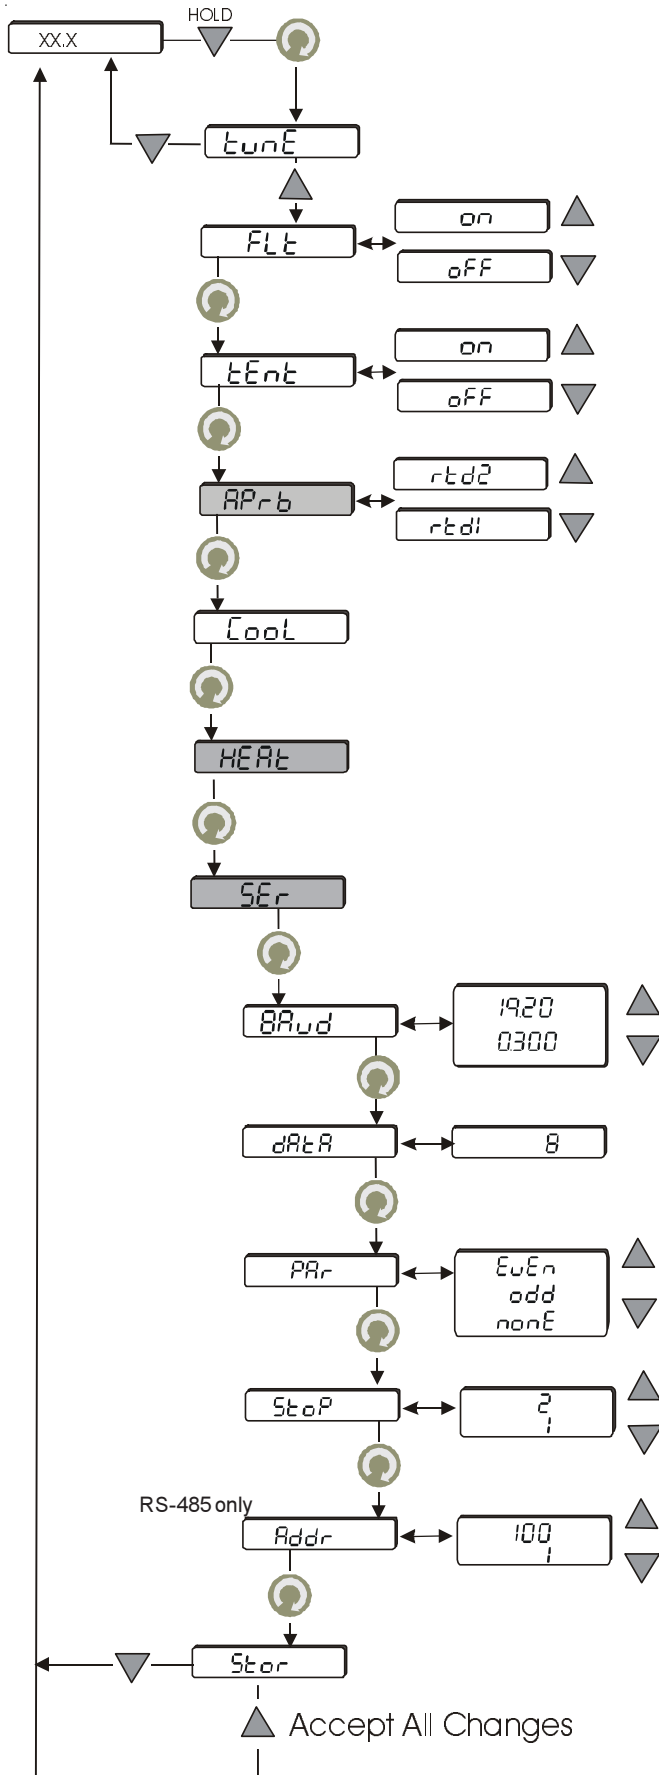 HOLD
XX.X
tunE
FLt
on
oFF
tEnt
on
oFF
APrb
rtd2
rtd1
CooL
HEAt
SEr
BAud
19.20
0.300
dAtA
8
PAr
EvEn
odd
nonE
StoP
2
1
RS-485 only
Addr
100
1
Stor
Accept All Changes